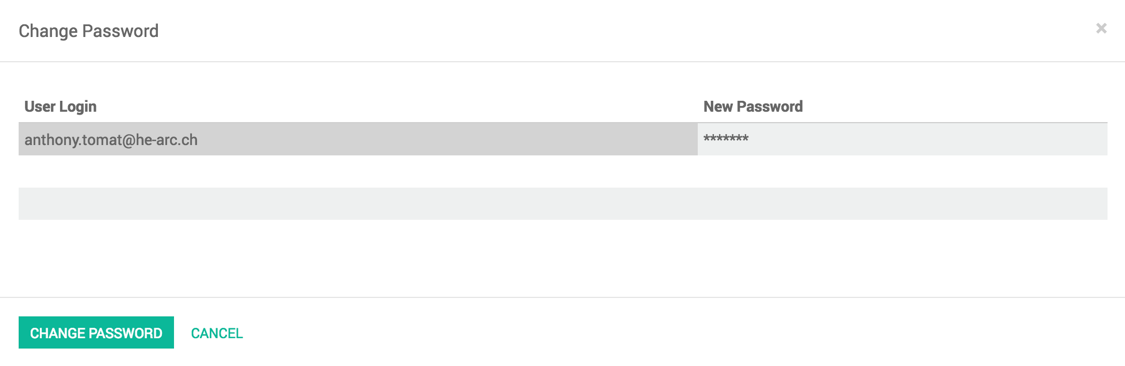 Change Password ×
User Login New Password
anthony.tomat@he-arc.ch *******
CHANGE PASSWORD CANCEL